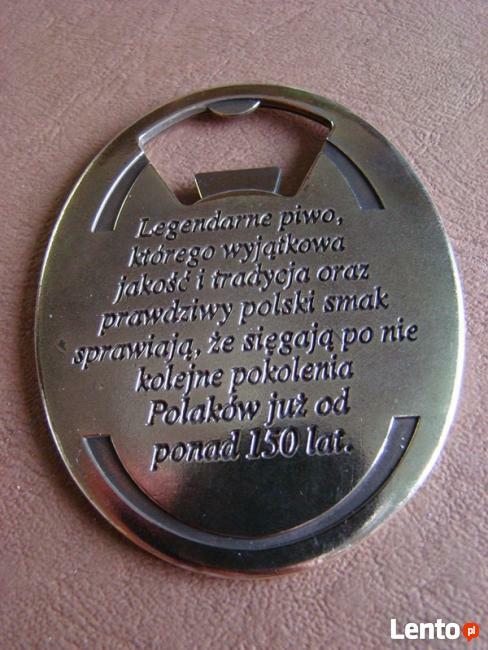 Legendarne piwo,
którego wyjątkowa
jakość i tradycja oraz
prawdziwy polski smak
sprawiają, że sięgają po nie
kolejne pokolenia
Polaków już od
ponad 150 lat.
Lento pl